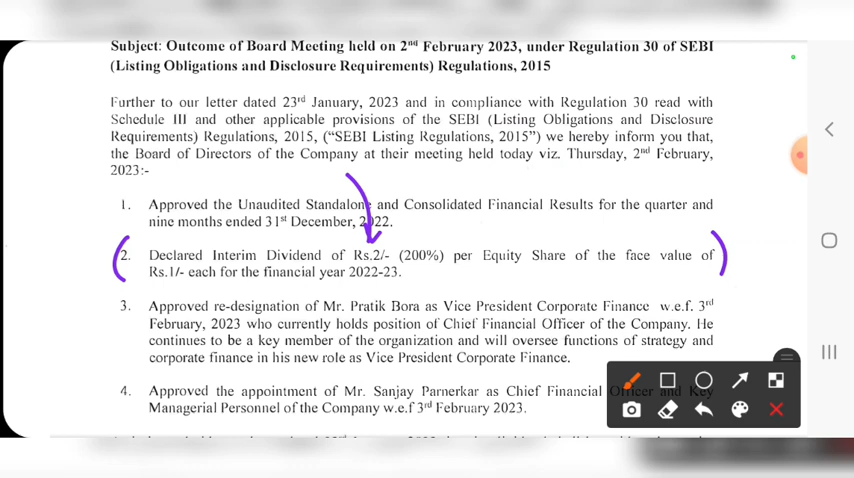 Subject: Outcome of Board Meeting held on 2nd February 2023, under Regulation 30 of SEBI
(Listing Obligations and Disclosure Requirements) Regulations, 2015
Further to our letter dated 23rd January, 2023 and in compliance with Regulation 30 read with
Schedule III and other applicable provisions of the SEBI (Listing Obligations and Disclosure
Requirements) Regulations, 2015, (“SEBI Listing Regulations, 2015”) we hereby inform you that,
the Board of Directors of the Company at their meeting held today viz. Thursday, 2nd February,
2023:-
1. Approved the Unaudited Standalone and Consolidated Financial Results for the quarter and
nine months ended 31st December, 2022.
2. Declared Interim Dividend of Rs.2/- (200%) per Equity Share of the face value of
Rs.1/- each for the financial year 2022-23.
3. Approved re-designation of Mr. Pratik Bora as Vice President Corporate Finance w.e.f. 3rd
February, 2023 who currently holds position of Chief Financial Officer of the Company. He
continues to be a key member of the organization and will oversee functions of strategy and
corporate finance in his new role as Vice President Corporate Finance.
4. Approved the appointment of Mr. Sanjay Parnerkar as Chief Financial Officer and Key
Managerial Personnel of the Company w.e.f 3rd February 2023.